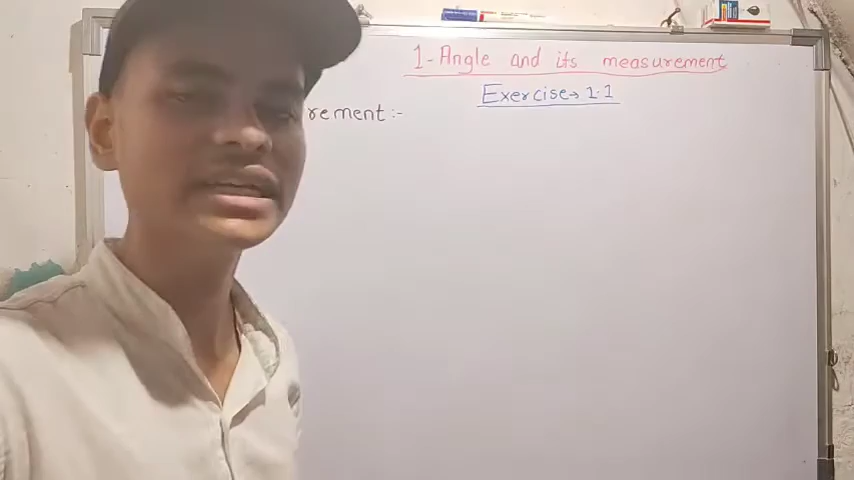 1-Angle and its measurement
Exercise→ 1.1
rement :-